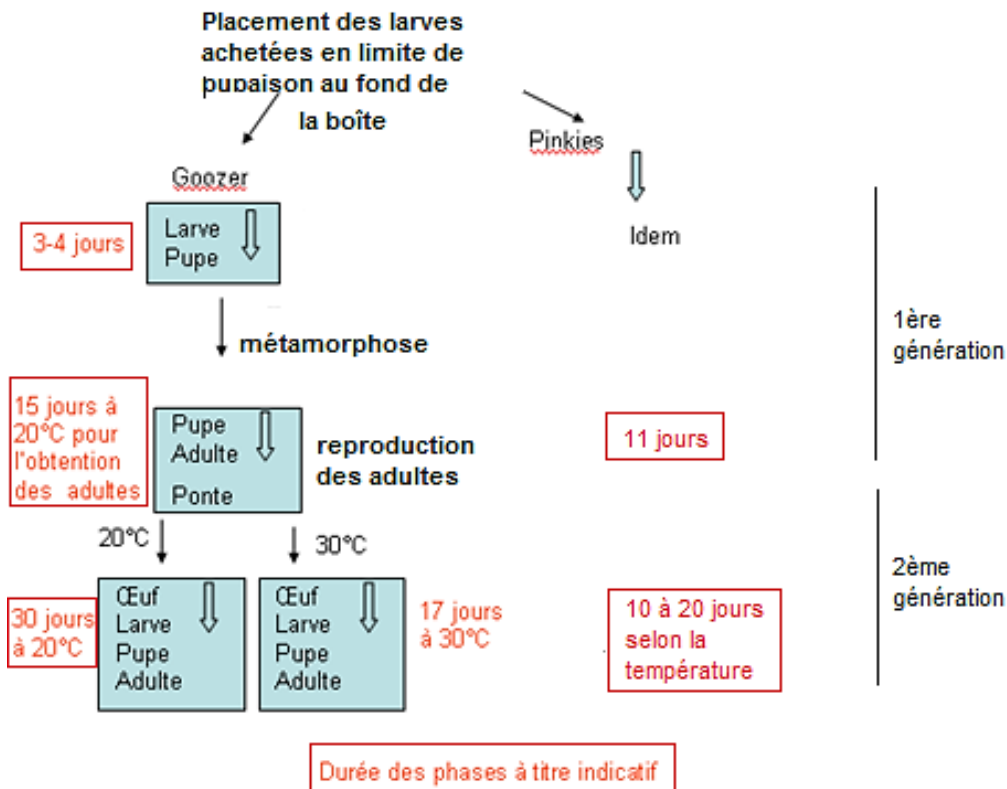 Placement des larves
achetées en limite de
pupaison au fond de
la boîte
Goozer
Pinkies
3-4 jours
Larve
Pupe
Idem
métamorphose
1ère
génération
15 jours à
20°C pour
l'obtention
des adultes
Pupe
Adulte
Ponte
reproduction
des adultes
11 jours
20°C
30°C
2ème
génération
30 jours
à 20°C
Œuf
Larve
Pupe
Adulte
Œuf
Larve
Pupe
Adulte
17 jours
à 30°C
10 à 20 jours
selon la
température
Durée des phases à titre indicatif